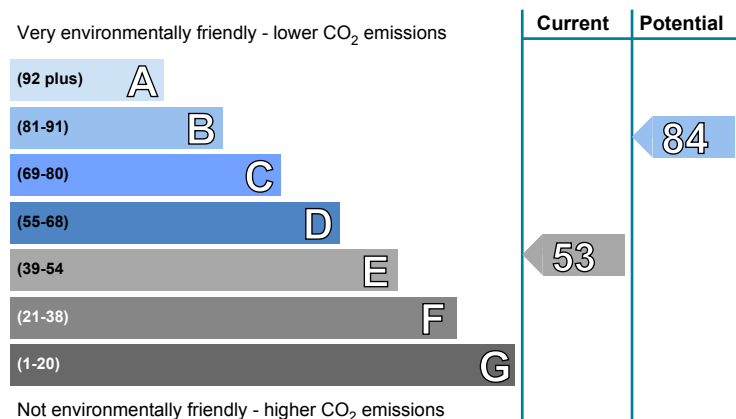 Very environmentally friendly - lower CO₂ emissions
Current
Potential
(92 plus) A
(81-91) B
84
(69-80) C
(55-68) D
(39-54 E
53
(21-38) F
(1-20) G
Not environmentally friendly - higher CO₂ emissions